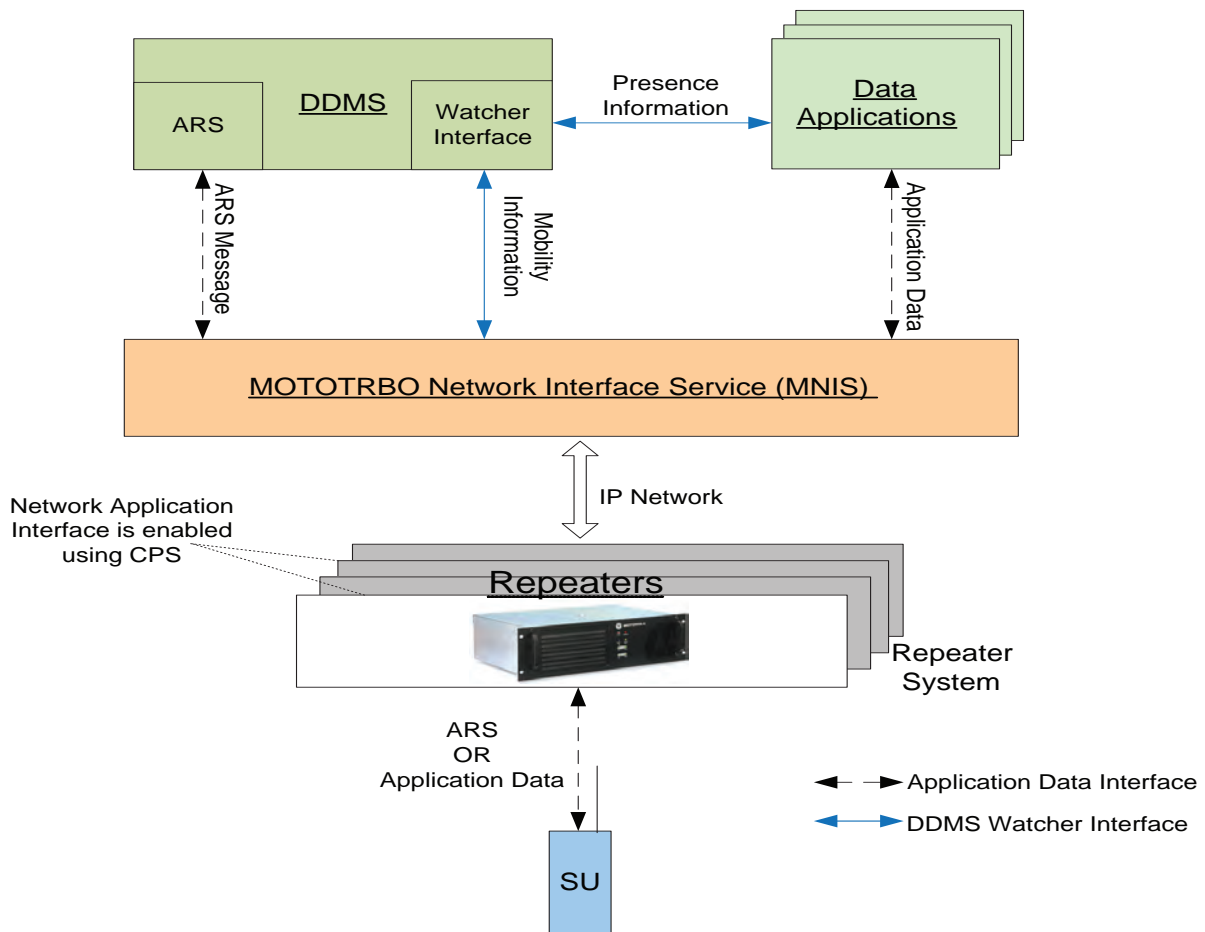 DDMS
ARS
Watcher
Interface
Presence
Information
Data
Applications
ARS Message
Mobility
Information
Application Data
MOTOTRBO Network Interface Service (MNIS)
IP Network
Network Application
Interface is enabled
using CPS
Repeaters
Repeater
System
ARS
OR
Application Data
Application Data Interface
DDMS Watcher Interface
SU